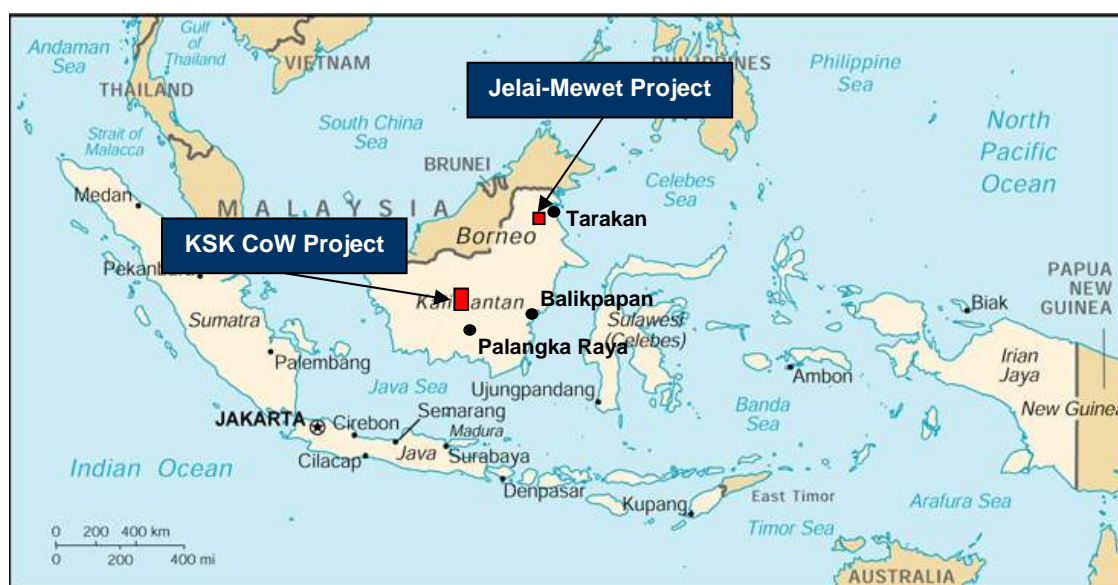 Andaman
Sea
Gulf
of
Thailand
VIETNAM
THAILAND
PHILIPPINES
Philippine
Sea
Jelai-Mewet Project
Strait of
Malacca
South China
Sea
North
Pacific
Ocean
BRUNEI
Celebes
Sea
Medan
MALAYSIA
Tarakan
Borneo
KSK CoW Project
Pekanbaru
Kalimantan
Balikpapan
Sulawesi
(Celebes)
Palangka Raya
PAPUA
NEW
GUINEA
Biak
Sumatra
Palembang
Irian
Jaya
Ambon
New Guinea
Java Sea
Ujungpandang
Banda
Sea
Semarang
JAKARTA
Cirebon
Madura
Java
Surabaya
Cilacap
Indian Ocean
Denpasar
Kupang
East Timor
Arafura Sea
Timor Sea
0 200 400 km
0 200 400 mi
AUSTRALIA